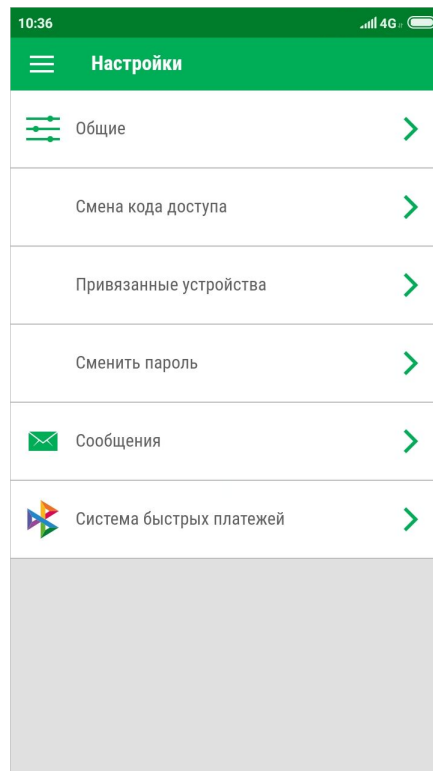 10:36 4G
Настройки
Общие
Смена кода доступа
Привязанные устройства
Сменить пароль
Сообщения
Система быстрых платежей